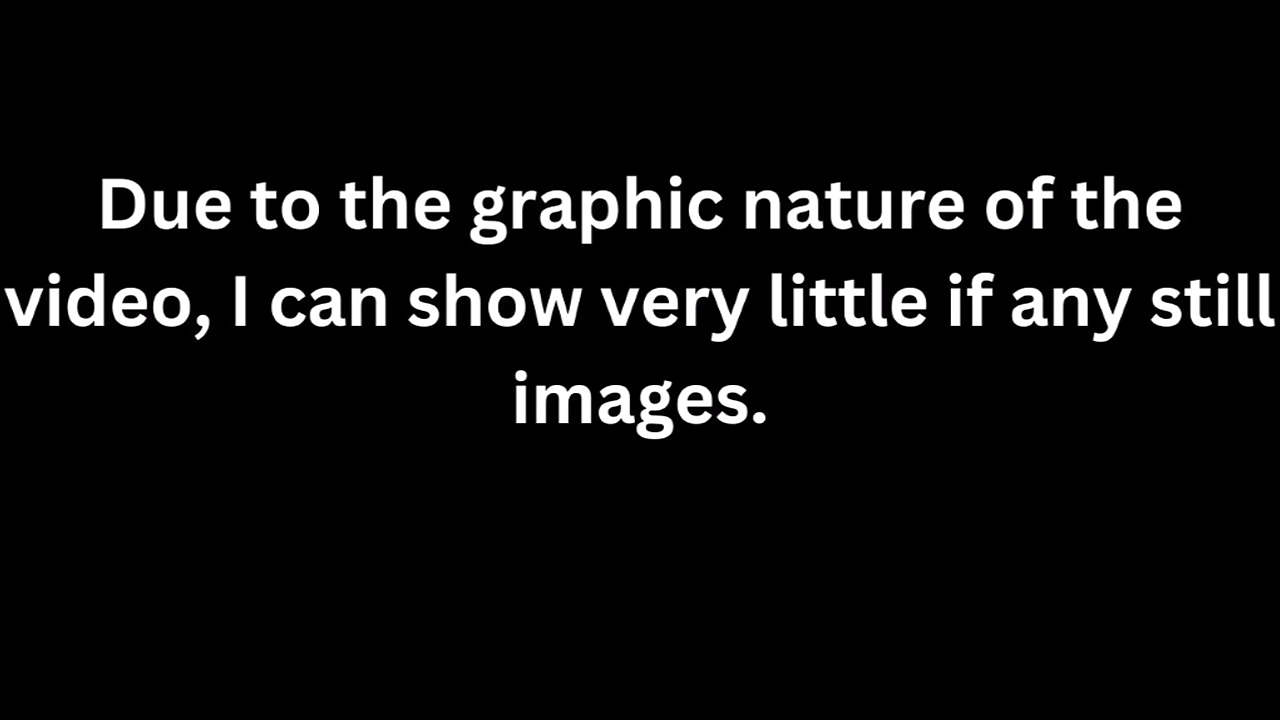 Due to the graphic nature of the
video, I can show very little if any still
images.